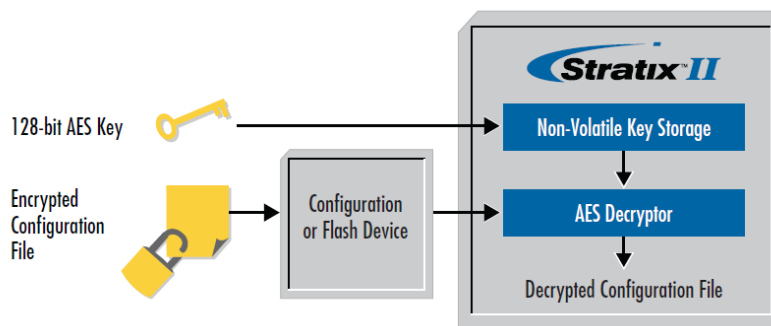 Stratix™ II
128-bit AES Key
Non-Volatile Key Storage
Encrypted
Configuration
File
Configuration
or Flash Device
AES Decryptor
Decrypted Configuration File